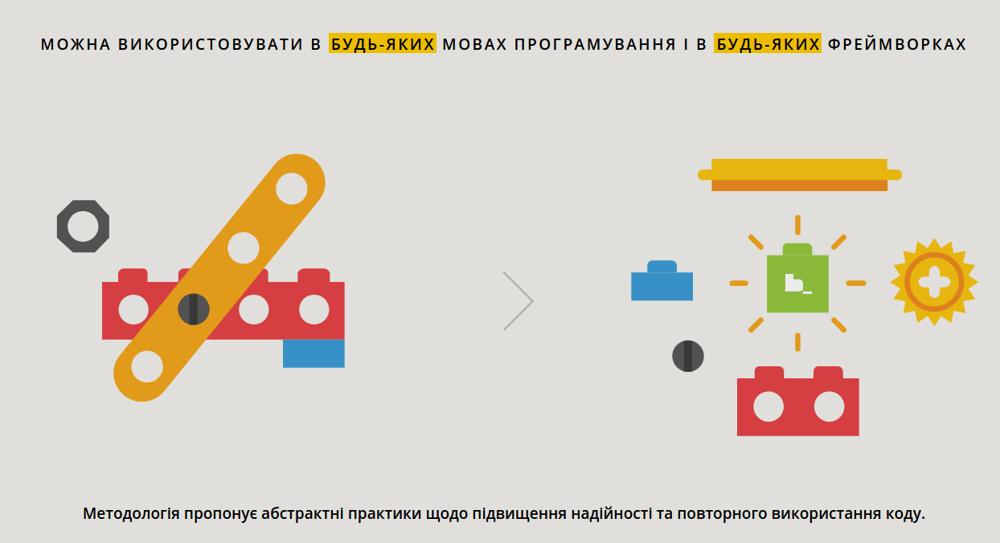 МОЖНА ВИКОРИСТОВУВАТИ В БУДЬ-ЯКИХ МОВАХ ПРОГРАМУВАННЯ І В БУДЬ-ЯКИХ ФРЕЙМВОРКАХ
b_
Методологія пропонує абстрактні практики щодо підвищення надійності та повторного використання коду.